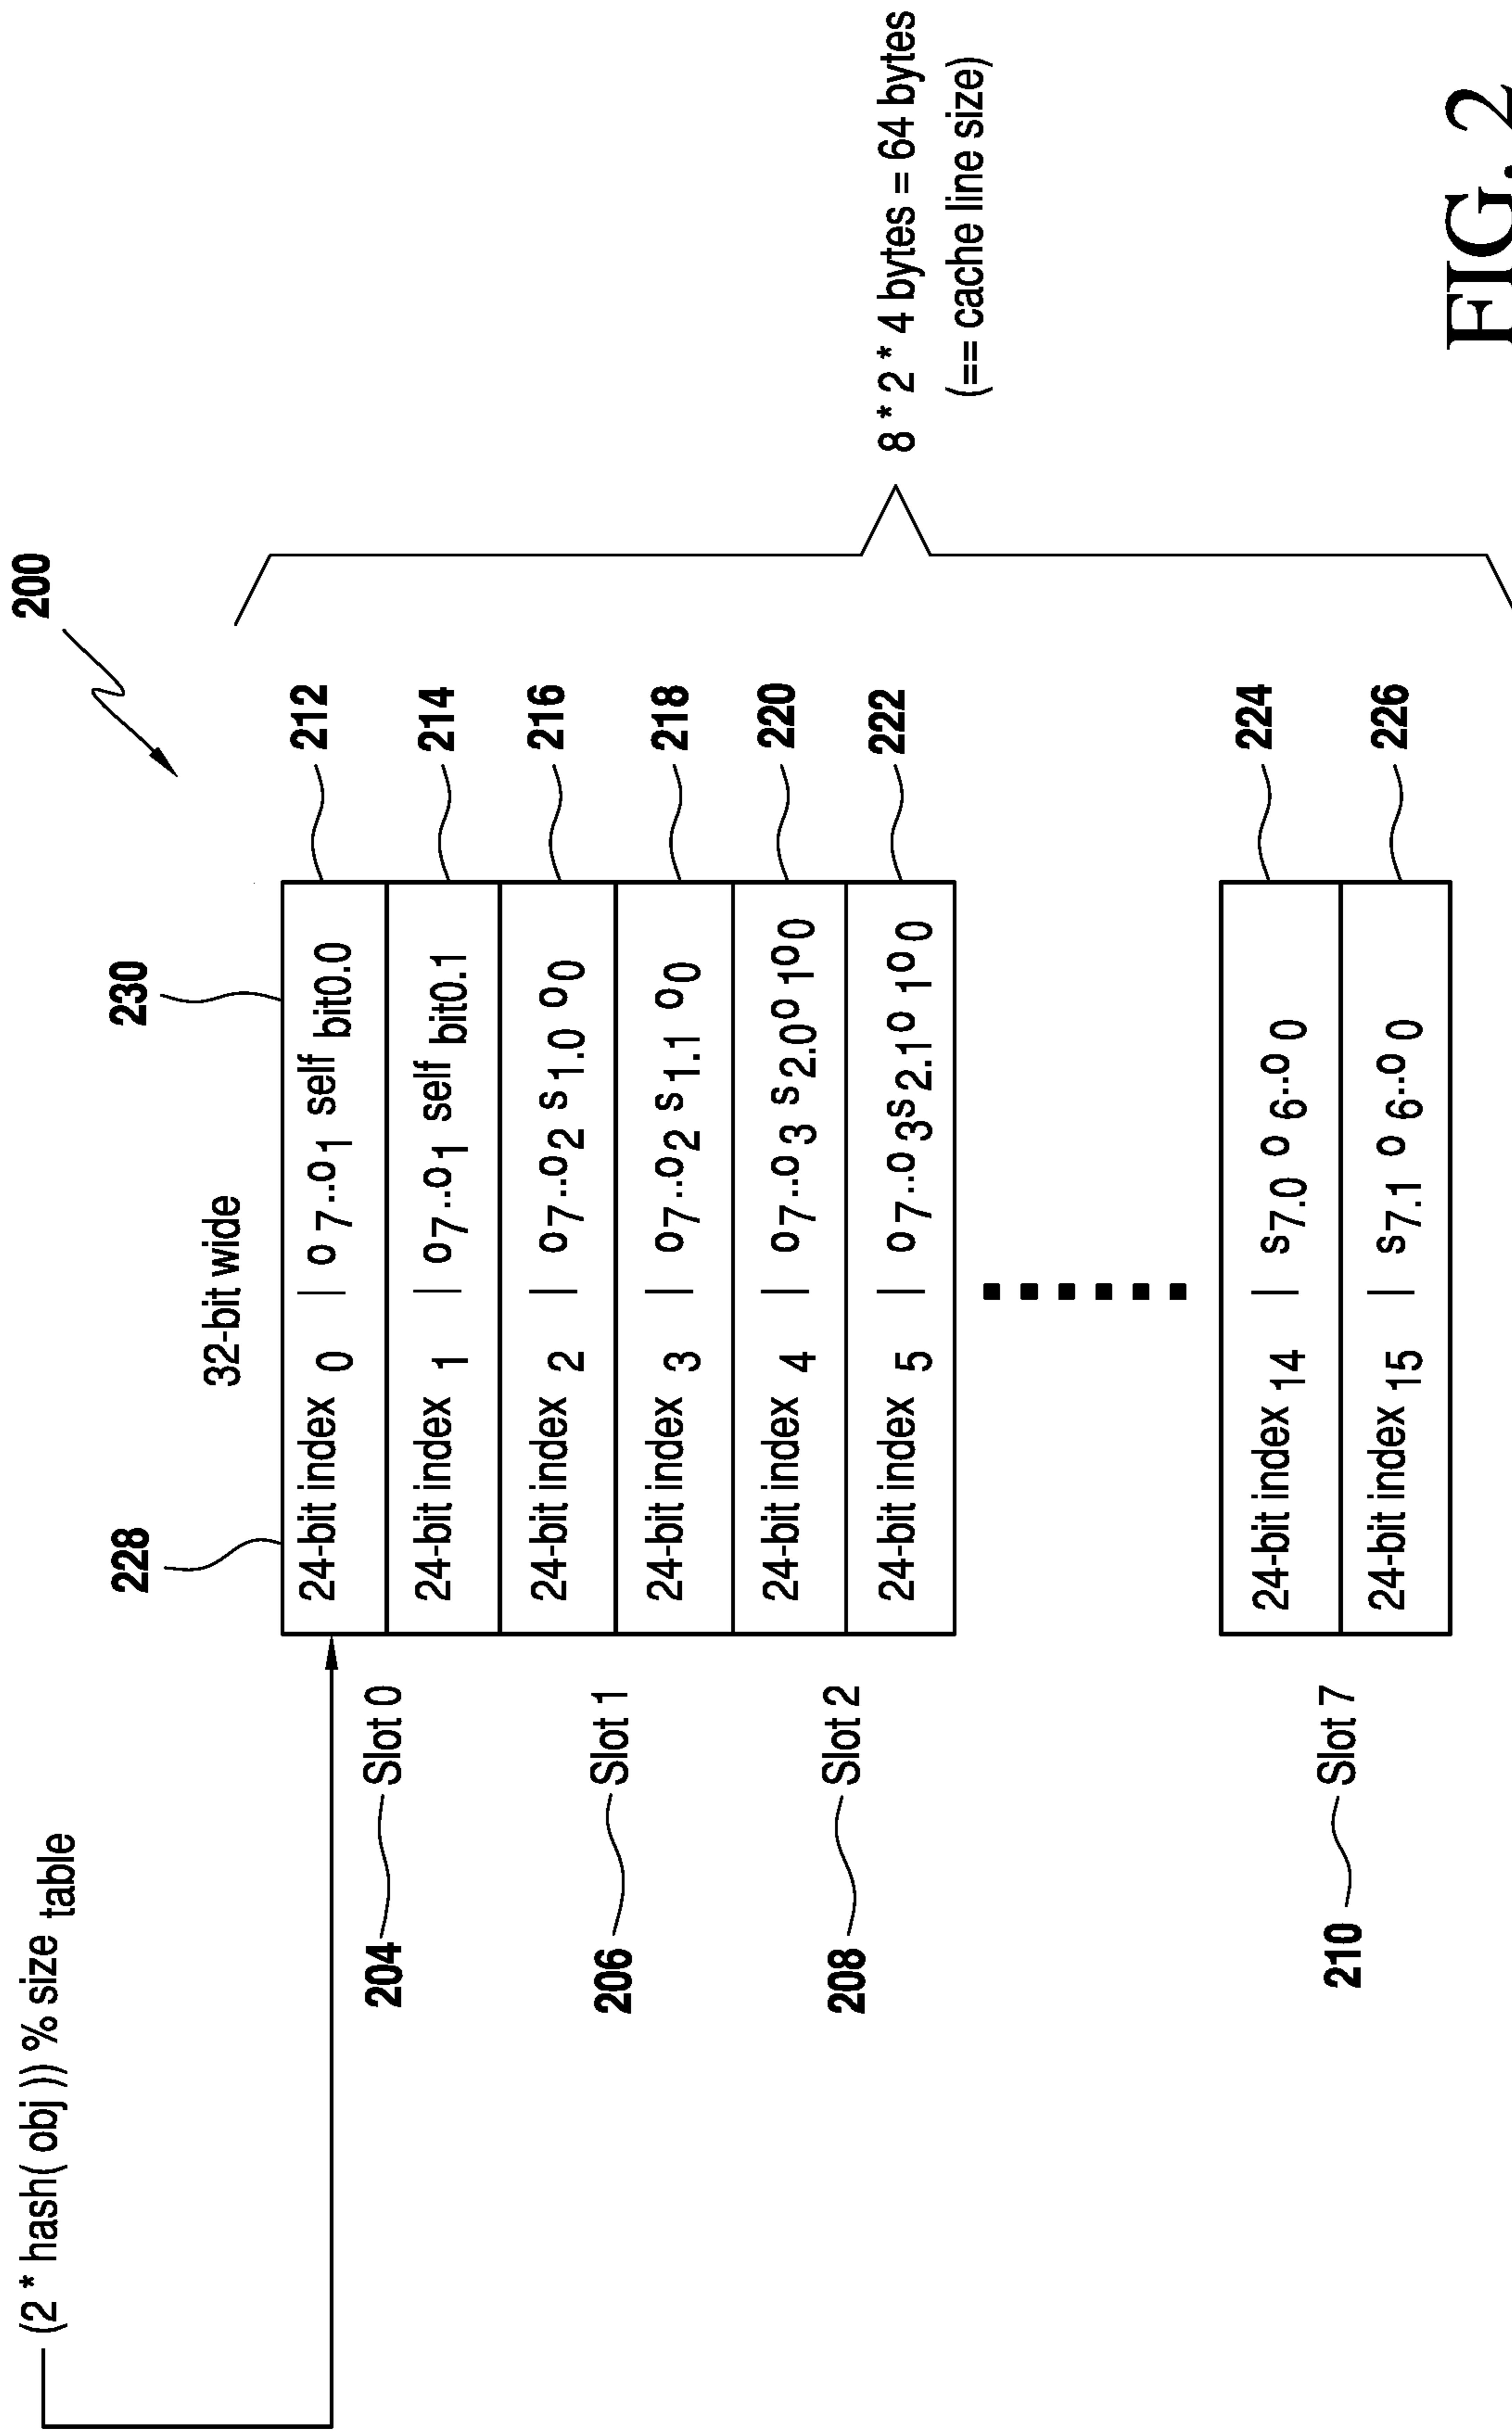 (2 * hash( obj )) % size table
200
32-bit wide
228
230
24-bit index 0 | o 7..o 1 self bit0.0
212
204
Slot 0
24-bit index 1 | o 7..o 1 self bit0.1
214
24-bit index 2 | o 7..o 2 s 1.0 o 0
216
206
Slot 1
24-bit index 3 | o 7..o 2 s 1.1 o 0
218
24-bit index 4 | o 7..o 3 s 2.0 o 1 o 0
220
208
Slot 2
24-bit index 5 | o 7..o 3 s 2.1 o 1 o 0
222
8 * 2 * 4 bytes = 64 bytes
(== cache line size)
24-bit index 14 | s 7.0 o 6..o 0
224
210
Slot 7
24-bit index 15 | s 7.1 o 6..o 0
226
FIG. 2